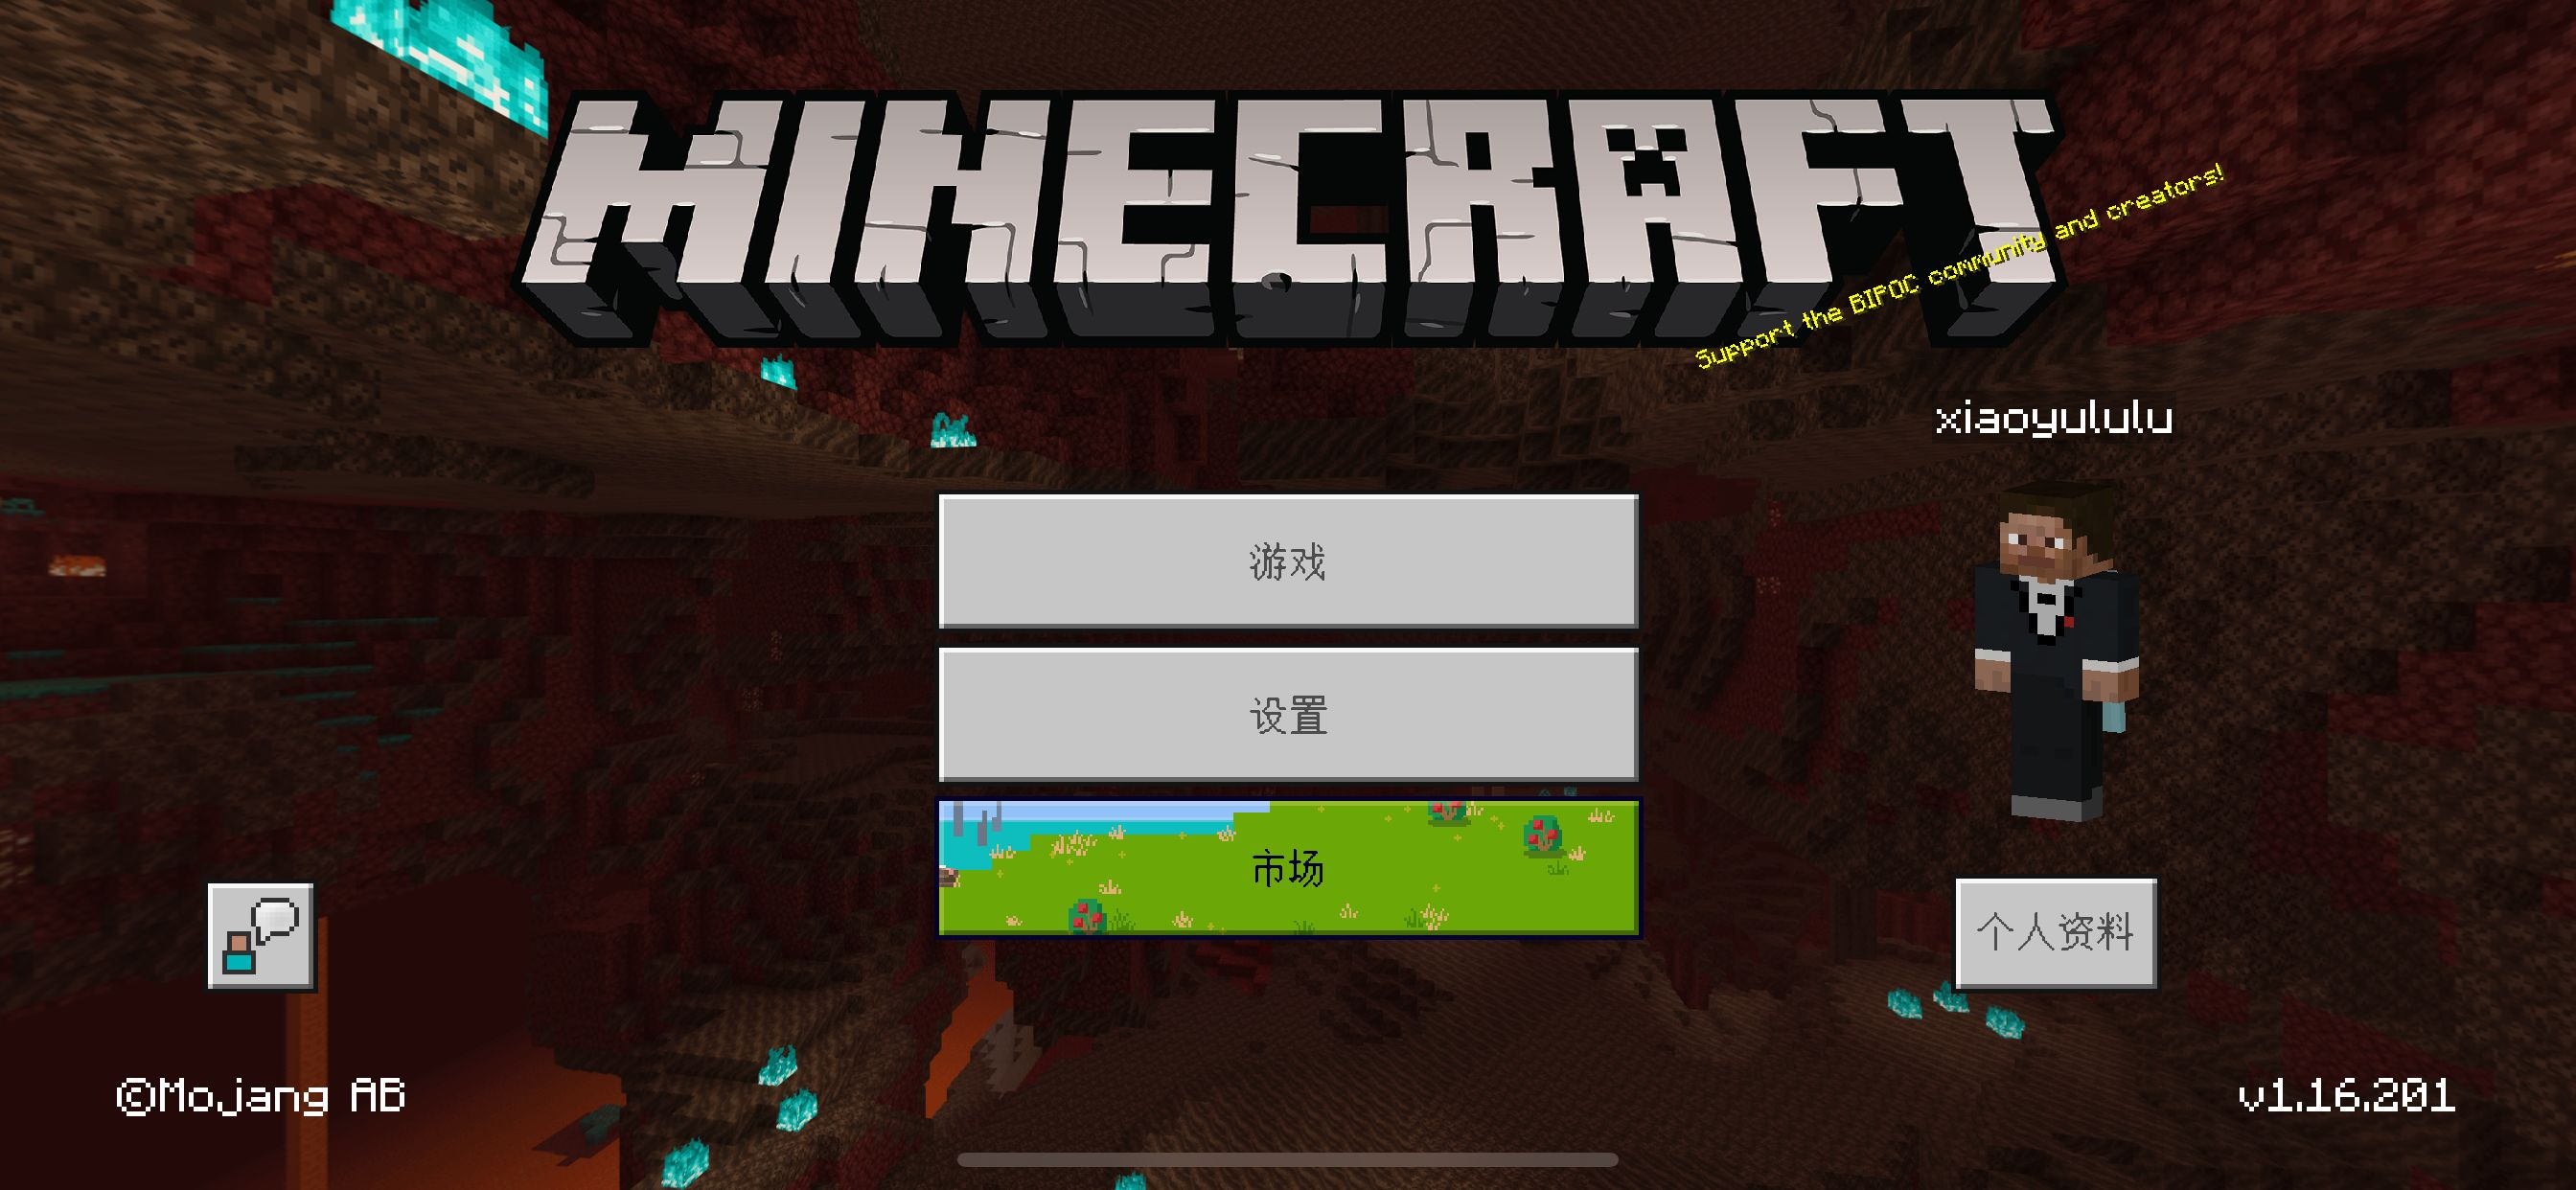 MINECRAFT
Support the BIPOC community and creators!
xiaoyululu
游戏
设置
市场
个人资料
©Mojang AB
v1.16.201